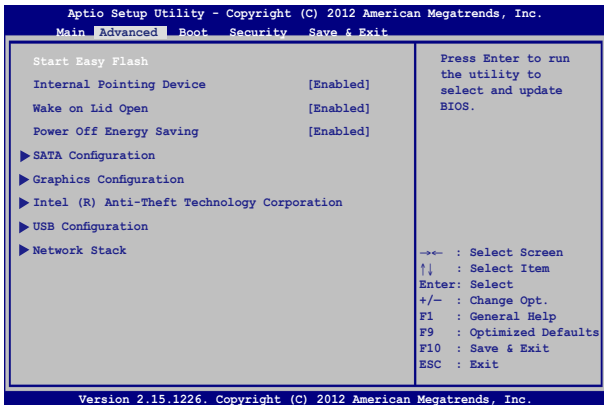 Aptio Setup Utility - Copyright (C) 2012 American Megatrends, Inc.
Main Advanced Boot Security Save & Exit
Start Easy Flash
Internal Pointing Device [Enabled]
Wake on Lid Open [Enabled]
Power Off Energy Saving [Enabled]
SATA Configuration
Graphics Configuration
Intel (R) Anti-Theft Technology Corporation
USB Configuration
Network Stack
Press Enter to run
the utility to
select and update
BIOS.
→← : Select Screen
↑↓ : Select Item
Enter: Select
+/— : Change Opt.
F1 : General Help
F9 : Optimized Defaults
F10 : Save & Exit
ESC : Exit
Version 2.15.1226. Copyright (C) 2012 American Megatrends, Inc.